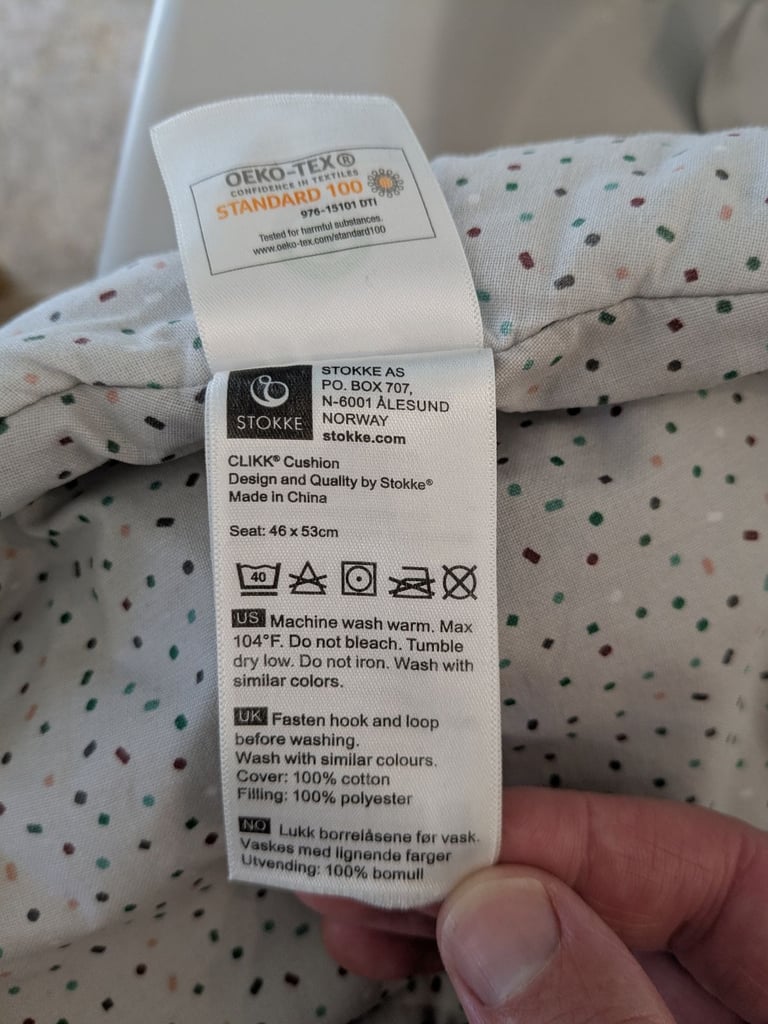 OEKO-TEX®
CONFIDENCE IN TEXTILES
STANDARD 100
976-15101 DTI
Tested for harmful substances.
www.oeko-tex.com/standard100
STOKKE
STOKKE AS
PO. BOX 707,
N-6001 ÅLESUND
NORWAY
stokke.com
CLIKK® Cushion
Design and Quality by Stokke®
Made in China
Seat: 46 x 53cm
40
US Machine wash warm. Max
104°F. Do not bleach. Tumble
dry low. Do not iron. Wash with
similar colors.
UK Fasten hook and loop
before washing.
Wash with similar colours.
Cover: 100% cotton
Filling: 100% polyester
NO Lukk borrelåsene før vask.
Vaskes med lignende farger
Utvending: 100% bomull